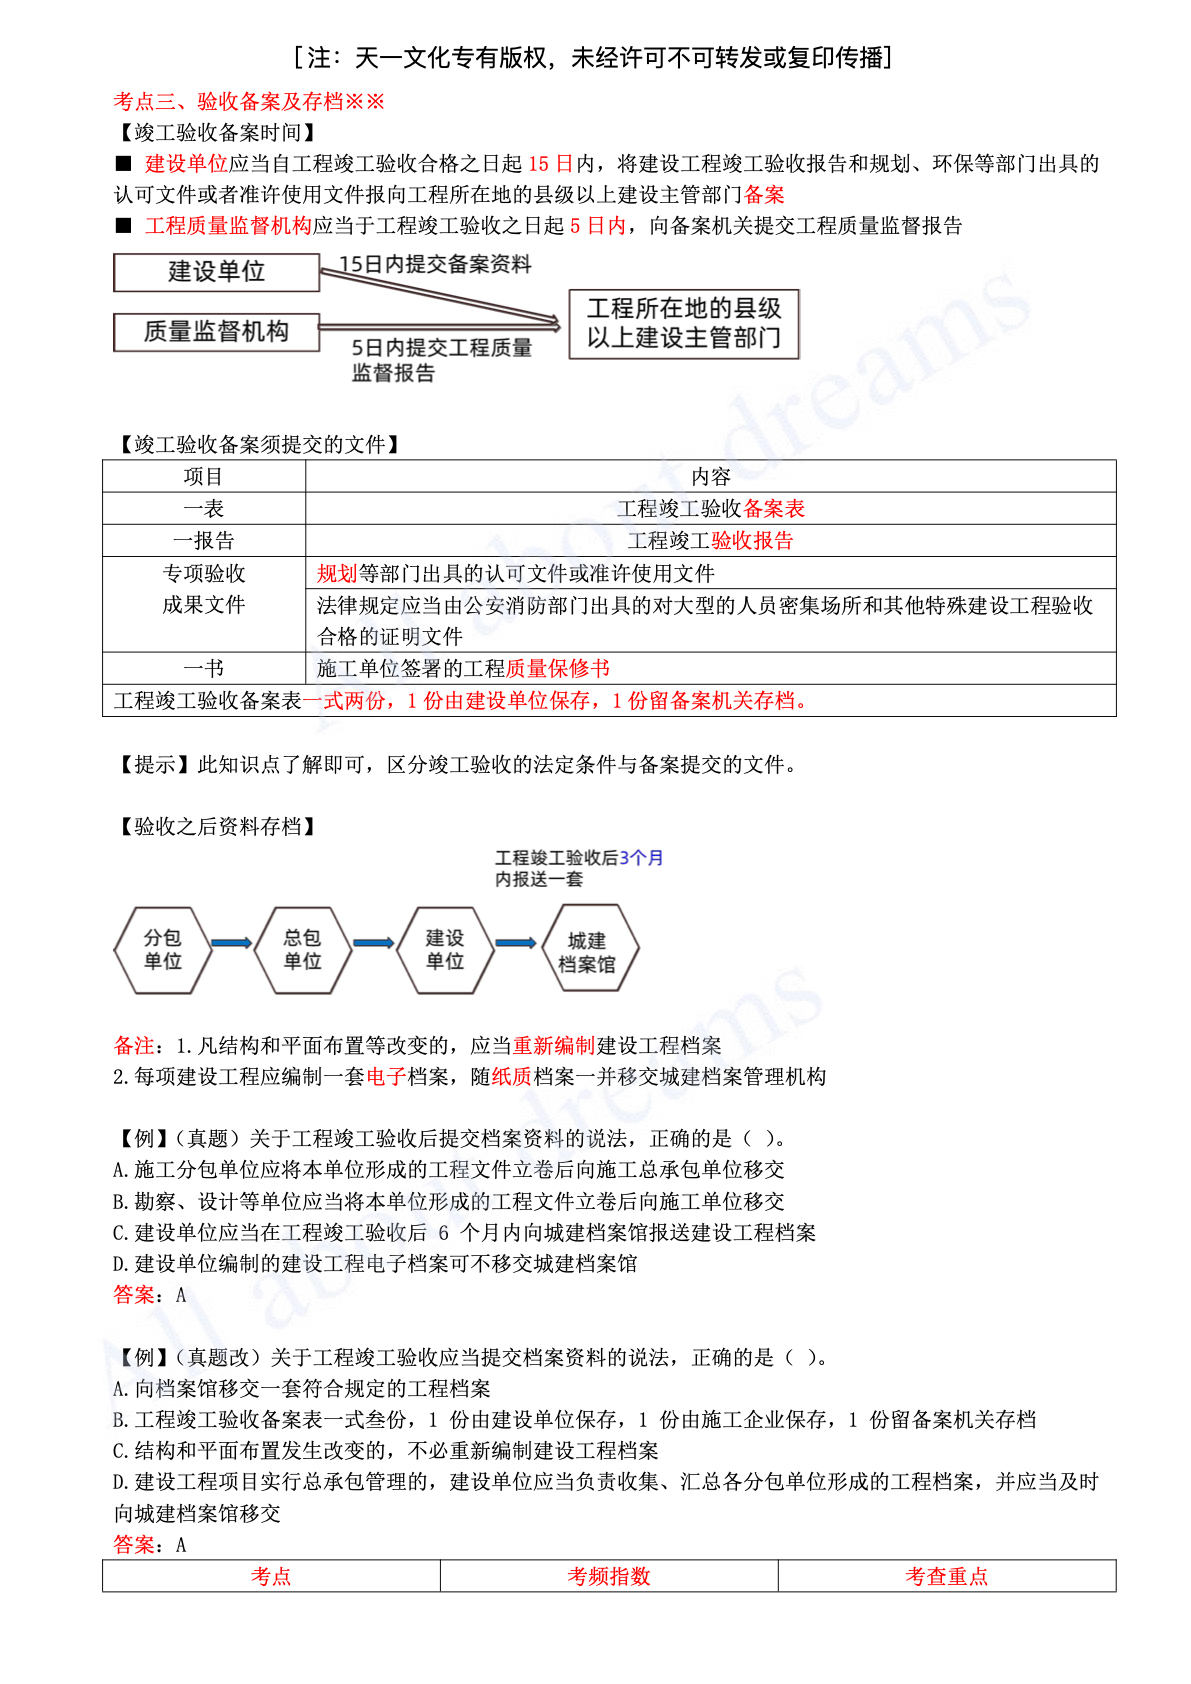 [注：天一文化专有版权，未经许可不可转发或复印传播]
考点三、验收备案及存档※※
【竣工验收备案时间】
■ 建设单位应当自工程竣工验收合格之日起 15 日内，将建设工程竣工验收报告和规划、环保等部门出具的
认可文件或者准许使用文件报向工程所在地的县级以上建设主管部门备案
■ 工程质量监督机构应当于工程竣工验收之日起 5 日内，向备案机关提交工程质量监督报告
建设单位
15日内提交备案资料
质量监督机构
5日内提交工程质量
监督报告
工程所在地的县级
以上建设主管部门
【竣工验收备案须提交的文件】
项目 内容
一表 工程竣工验收备案表
一报告 工程竣工验收报告
专项验收
成果文件
规划等部门出具的认可文件或准许使用文件
法律规定应当由公安消防部门出具的对大型的人员密集场所和其他特殊建设工程验收
合格的证明文件
一书 施工单位签署的工程质量保修书
工程竣工验收备案表一式两份，1 份由建设单位保存，1 份留备案机关存档。
【提示】此知识点了解即可，区分竣工验收的法定条件与备案提交的文件。
【验收之后资料存档】
工程竣工验收后3个月
内报送一套
分包
单位
总包
单位
建设
单位
城建
档案馆
备注：1.凡结构和平面布置等改变的，应当重新编制建设工程档案
2.每项建设工程应编制一套电子档案，随纸质档案一并移交城建档案管理机构
【例】（真题）关于工程竣工验收后提交档案资料的说法，正确的是（ ）。
A.施工分包单位应将本单位形成的工程文件立卷后向施工总承包单位移交
B.勘察、设计等单位应当将本单位形成的工程文件立卷后向施工单位移交
C.建设单位应当在工程竣工验收后 6 个月内向城建档案馆报送建设工程档案
D.建设单位编制的建设工程电子档案可不移交城建档案馆
答案：A
【例】（真题改）关于工程竣工验收应当提交档案资料的说法，正确的是（ ）。
A.向档案馆移交一套符合规定的工程档案
B.工程竣工验收备案表一式叁份，1 份由建设单位保存，1 份由施工企业保存，1 份留备案机关存档
C.结构和平面布置发生改变的，不必重新编制建设工程档案
D.建设工程项目实行总承包管理的，建设单位应当负责收集、汇总各分包单位形成的工程档案，并应当及时
向城建档案馆移交
答案：A
考点 考频指数 考查重点
All about dreams
All about dreams